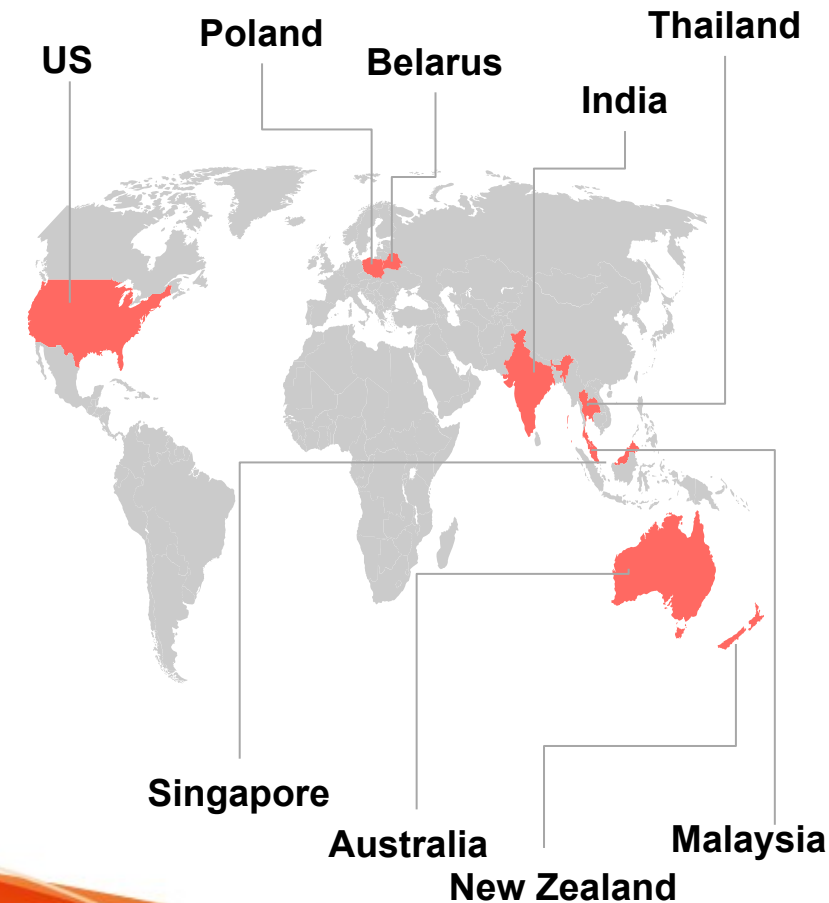 Thailand
Poland
US
Belarus
India
Singapore
Australia
Malaysia
New Zealand